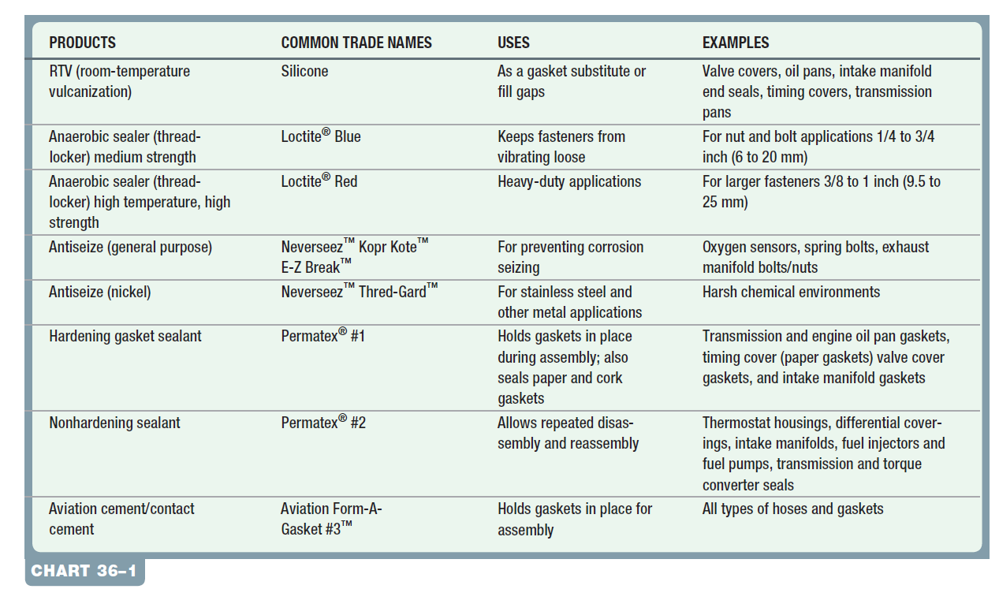 PRODUCTS COMMON TRADE NAMES USES EXAMPLES
RTV (room-temperature
vulcanization)
Silicone
As a gasket substitute or
fill gaps
Valve covers, oil pans, intake manifold
end seals, timing covers, transmission
pans
Anaerobic sealer (thread-
locker) medium strength
Loctite® Blue
Keeps fasteners from
vibrating loose
For nut and bolt applications 1/4 to 3/4
inch (6 to 20 mm)
Anaerobic sealer (thread-
locker) high temperature, high
strength
Loctite® Red
Heavy-duty applications
For larger fasteners 3/8 to 1 inch (9.5 to
25 mm)
Antiseize (general purpose)
Neverseez™ Kopr Kote™
E-Z Break™
For preventing corrosion
seizing
Oxygen sensors, spring bolts, exhaust
manifold bolts/nuts
Antiseize (nickel)
Neverseez™ Thred-Gard™
For stainless steel and
other metal applications
Harsh chemical environments
Hardening gasket sealant
Permatex® #1
Holds gaskets in place
during assembly; also
seals paper and cork
gaskets
Transmission and engine oil pan gaskets,
timing cover (paper gaskets) valve cover
gaskets, and intake manifold gaskets
Nonhardening sealant
Permatex® #2
Allows repeated disas-
sembly and reassembly
Thermostat housings, differential cover-
ings, intake manifolds, fuel injectors and
fuel pumps, transmission and torque
converter seals
Aviation cement/contact
cement
Aviation Form-A-
Gasket #3™
Holds gaskets in place for
assembly
All types of hoses and gaskets
CHART 36–1